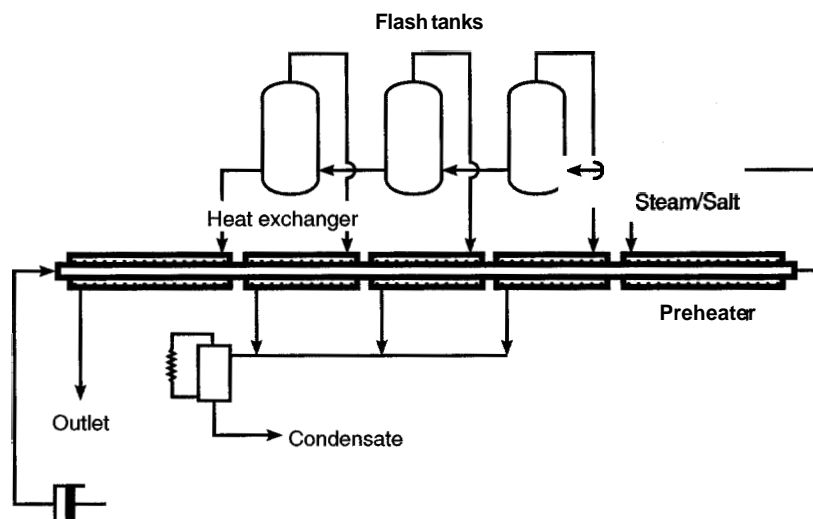 Flash tanks
Heat exchanger
Steam/Salt
Preheater
Outlet
Condensate